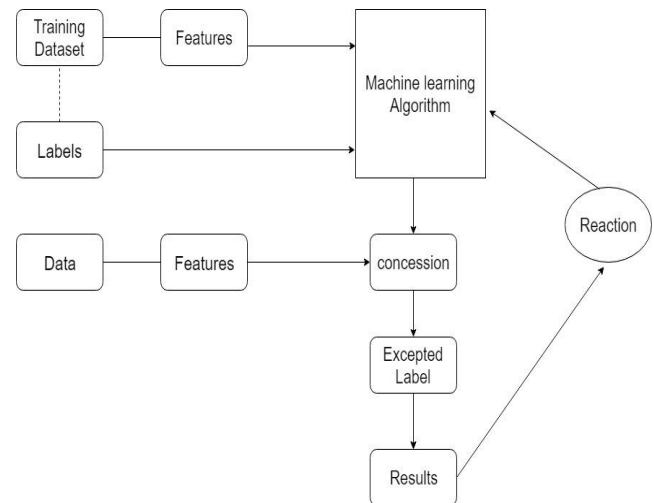 Training
Dataset
Features
Machine learning
Algorithm
Labels
Reaction
Data
Features
concession
Excepted
Label
Results